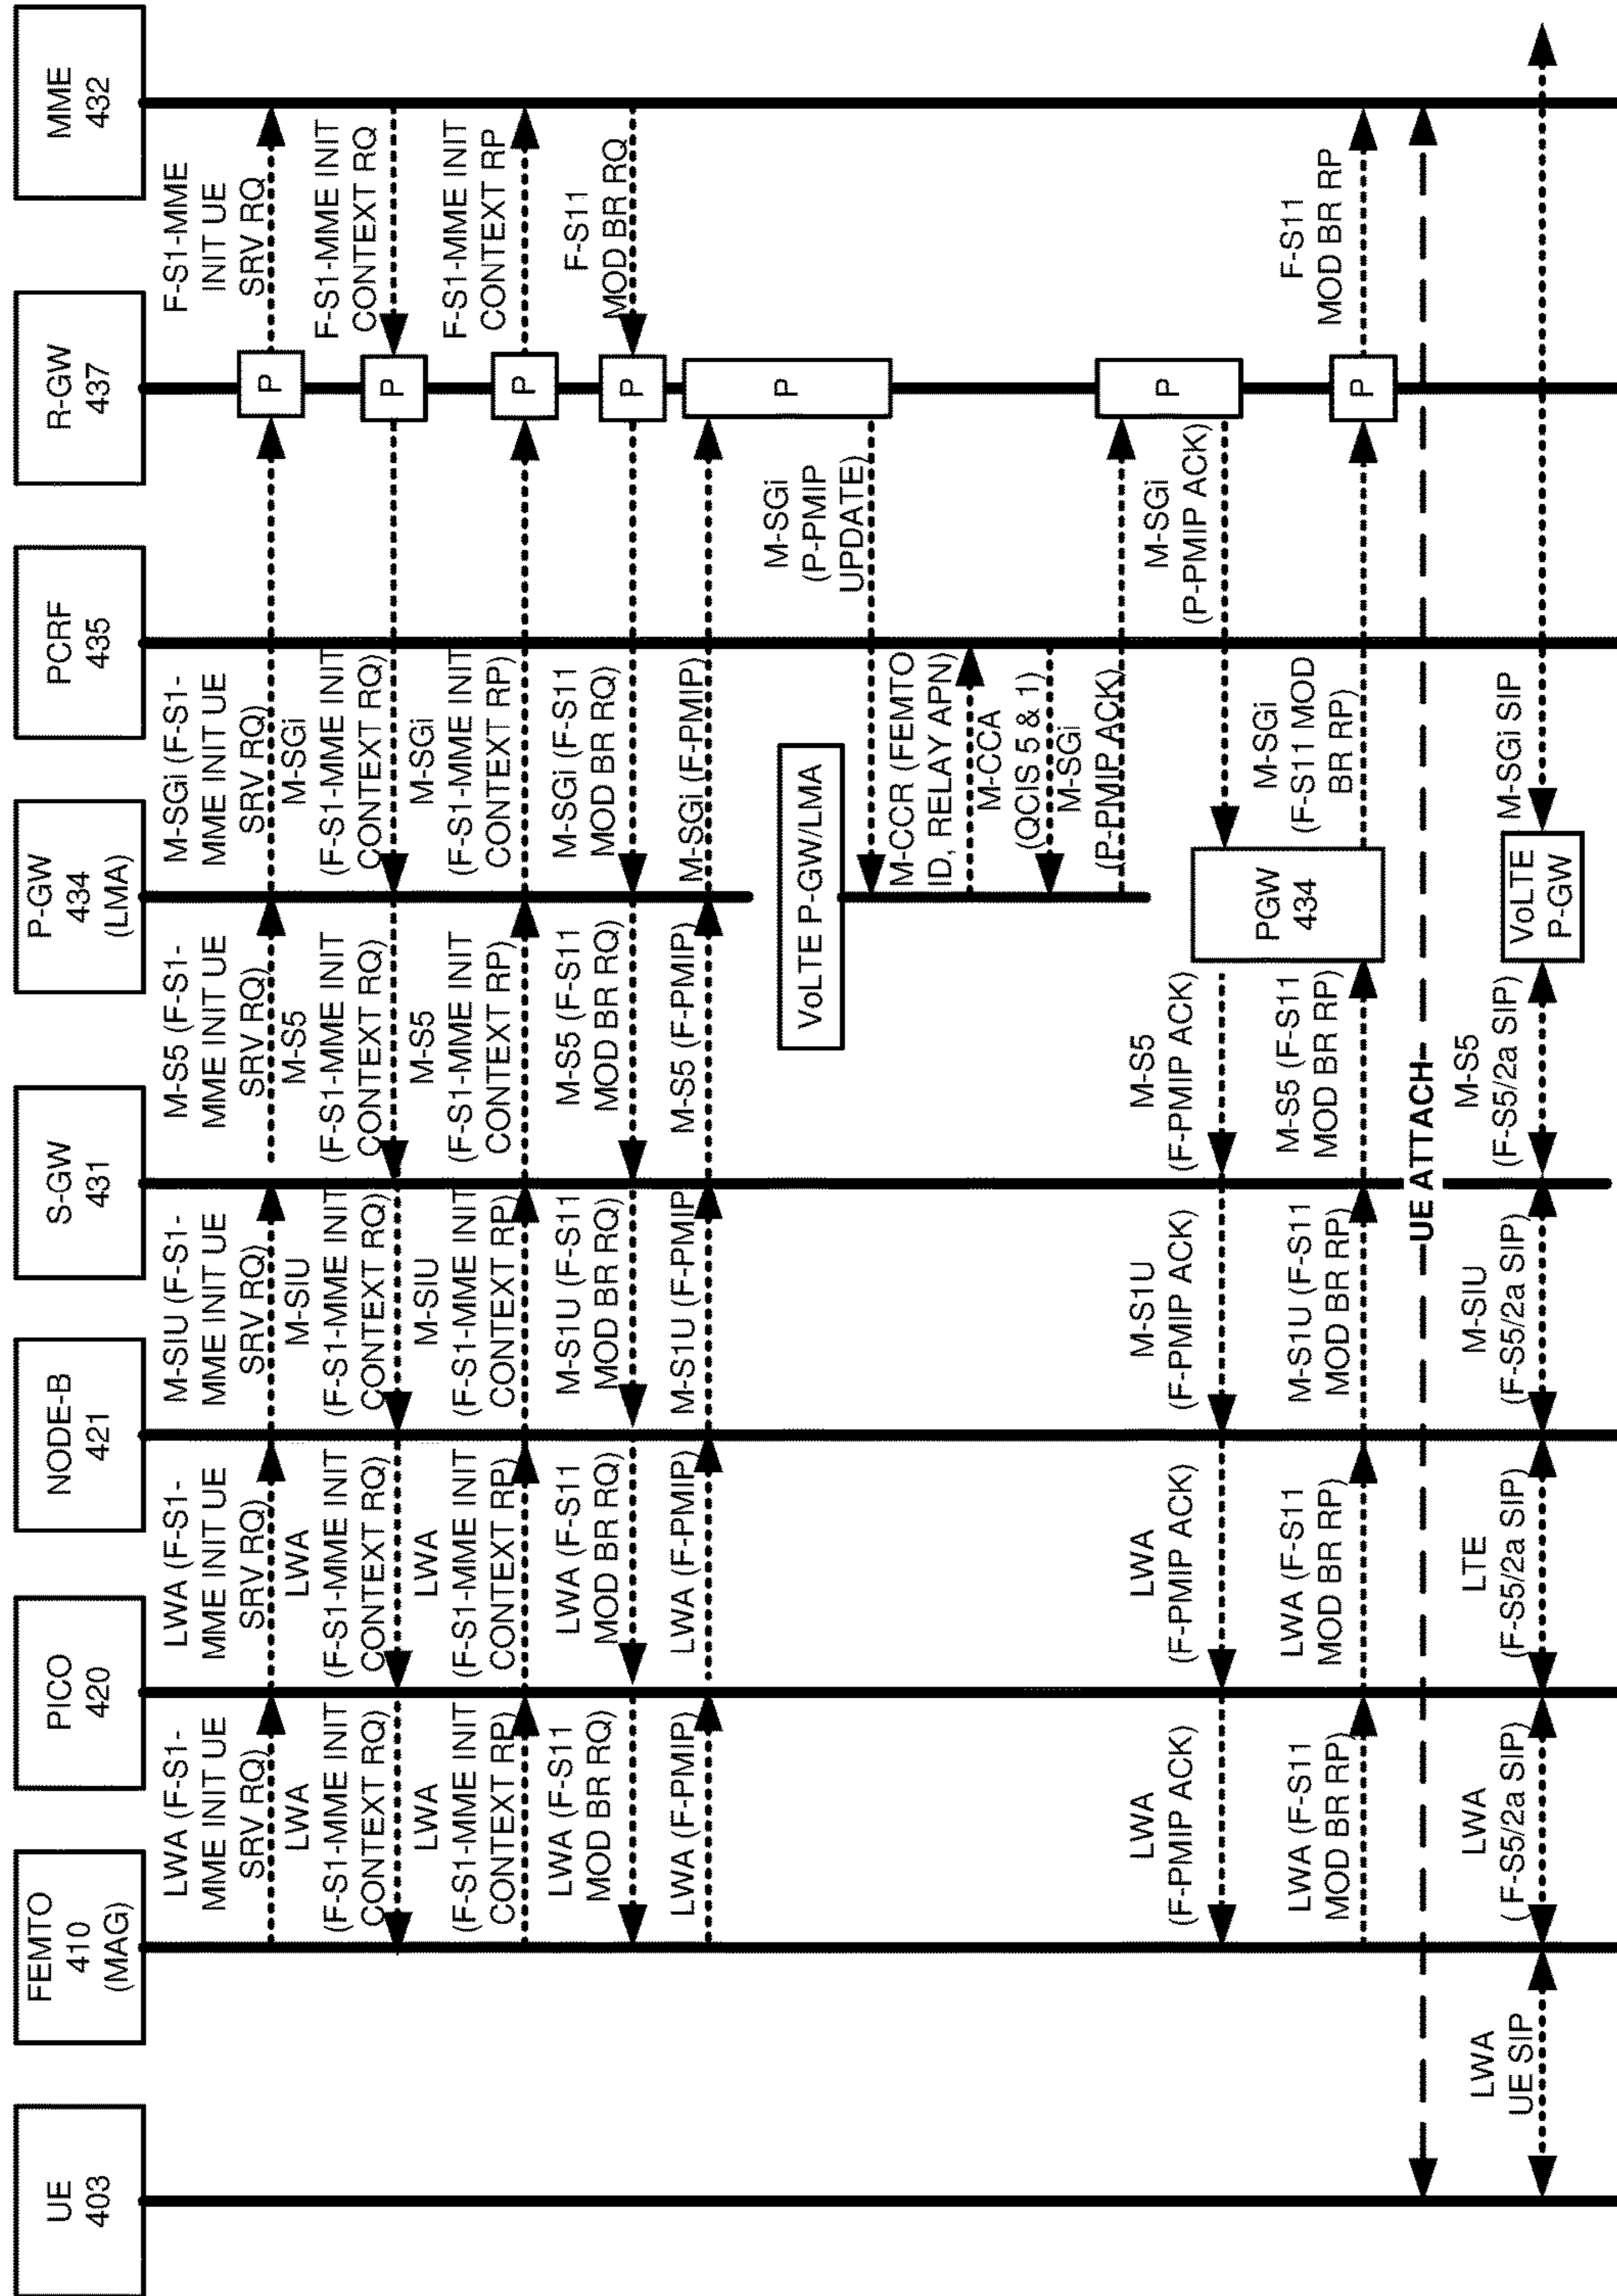 UE
403
FEMTO
410
(MAG)
PICO
420
NODE-B
421
S-GW
431
P-GW
434
(LMA)
PCRF
435
R-GW
437
MME
432
LWA (F-S1-
MME INIT UE
SRV RQ)
LWA (F-S1-
MME INIT UE
SRV RQ)
M-SIU (F-S1-
MME INIT UE
SRV RQ)
M-S5 (F-S1-
MME INIT UE
SRV RQ)
M-SGi (F-S1-
MME INIT UE
SRV RQ)
P
F-S1-MME
INIT UE
SRV RQ
LWA
(F-S1-MME INIT
CONTEXT RQ)
LWA
(F-S1-MME INIT
CONTEXT RQ)
M-SIU
(F-S1-MME INIT
CONTEXT RQ)
M-S5
(F-S1-MME INIT
CONTEXT RQ)
M-SGi
(F-S1-MME INIT
CONTEXT RQ)
P
F-S1-MME INIT
CONTEXT RQ
LWA
(F-S1-MME INIT
CONTEXT RP)
LWA
(F-S1-MME INIT
CONTEXT RP)
M-SIU
(F-S1-MME INIT
CONTEXT RP)
M-S5
(F-S1-MME INIT
CONTEXT RP)
M-SGi
(F-S1-MME INIT
CONTEXT RP)
P
F-S1-MME INIT
CONTEXT RP
LWA (F-S11
MOD BR RQ)
LWA (F-S11
MOD BR RQ)
M-S1U (F-S11
MOD BR RQ)
M-S5 (F-S11
MOD BR RQ)
M-SGi (F-S11
MOD BR RQ)
P
F-S11
MOD BR RQ
LWA (F-PMIP)
LWA (F-PMIP)
M-S1U (F-PMIP)
M-S5 (F-PMIP)
M-SGi (F-PMIP)
P
M-SGi
(P-PMIP
UPDATE)
VoLTE P-GW/LMA
M-CCR (FEMTO
ID, RELAY APN)
M-CCA
(QCIS 5 & 1)
M-SGi
(P-PMIP ACK)
P
LWA
(F-PMIP ACK)
LWA
(F-PMIP ACK)
M-S1U
(F-PMIP ACK)
M-S5
(F-PMIP ACK)
PGW
434
M-SGi
(P-PMIP ACK)
LWA (F-S11
MOD BR RP)
LWA (F-S11
MOD BR RP)
M-S1U (F-S11
MOD BR RP)
M-S5 (F-S11
MOD BR RP)
M-SGi
(F-S11 MOD
BR RP)
P
F-S11
MOD BR RP
UE ATTACH
LWA
UE SIP
LWA
(F-S5/2a SIP)
LTE
(F-S5/2a SIP)
M-SIU
(F-S5/2a SIP)
M-S5
(F-S5/2a SIP)
VoLTE
P-GW
M-SGi SIP